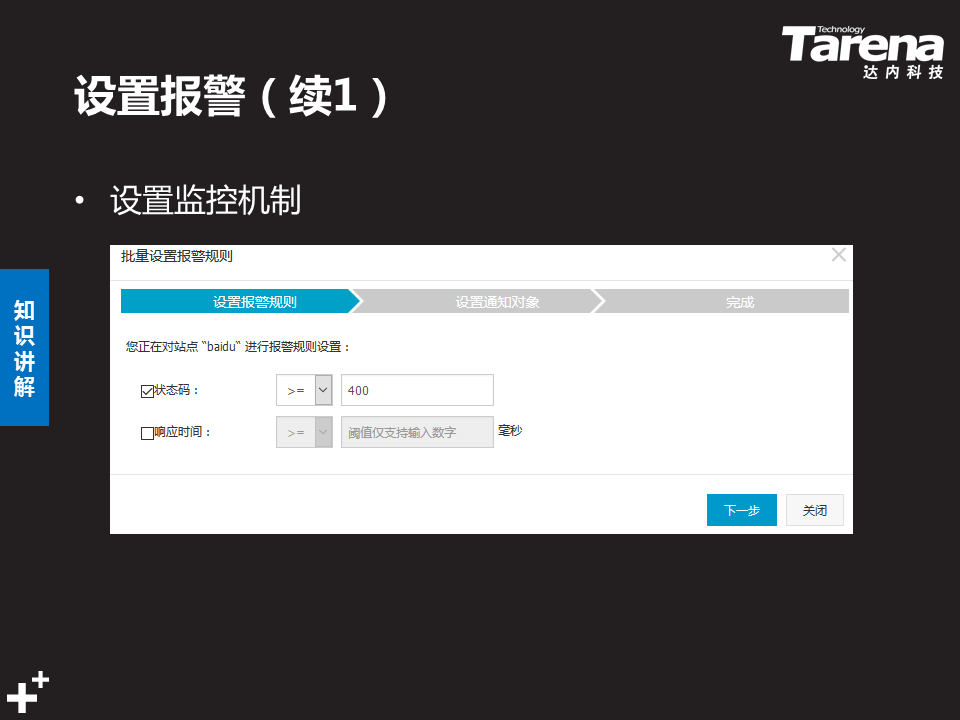 Technology
Tarena
达内科技
设置报警（续1）
• 设置监控机制
知识讲解
批量设置报警规则
设置报警规则 设置通知对象 完成
您正在对站点 “baidu“ 进行报警规则设置：
状态码： >= 400
响应时间： >= 阈值仅支持输入数字 毫秒
下一步 关闭